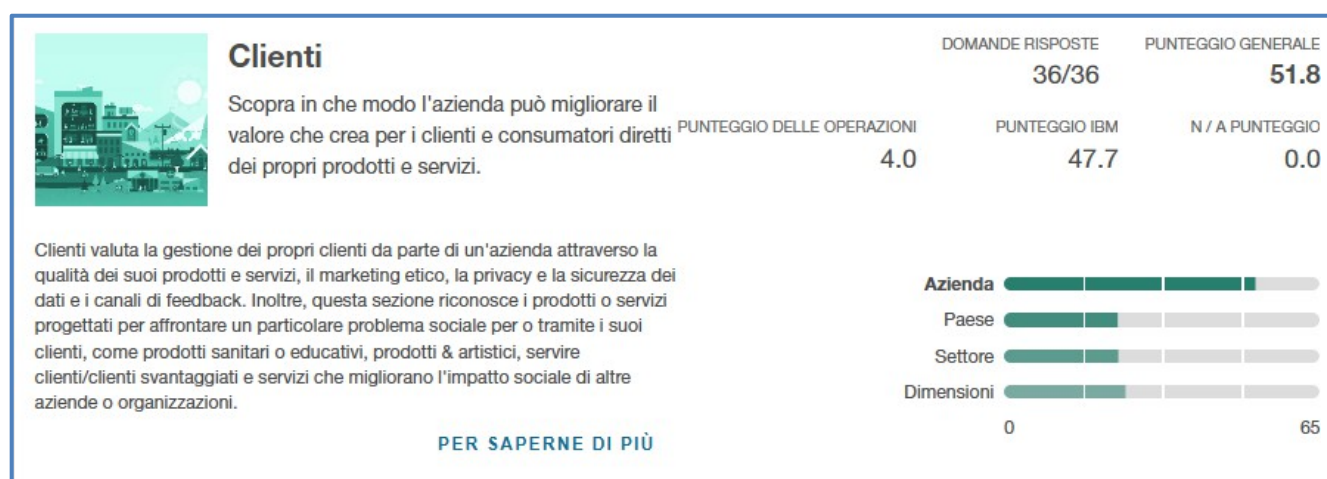 Clienti
Scopra in che modo l'azienda può migliorare il
valore che crea per i clienti e consumatori diretti
dei propri prodotti e servizi.
DOMANDE RISPOSTE
36/36
PUNTEGGIO GENERALE
51.8
PUNTEGGIO DELLE OPERAZIONI
4.0
PUNTEGGIO IBM
47.7
N / A PUNTEGGIO
0.0
Clienti valuta la gestione dei propri clienti da parte di un'azienda attraverso la
qualità dei suoi prodotti e servizi, il marketing etico, la privacy e la sicurezza dei
dati e i canali di feedback. Inoltre, questa sezione riconosce i prodotti o servizi
progettati per affrontare un particolare problema sociale per o tramite i suoi
clienti, come prodotti sanitari o educativi, prodotti & artistici, servire
clienti/clienti svantaggiati e servizi che migliorano l'impatto sociale di altre
aziende o organizzazioni.
PER SAPERNE DI PIÙ
Azienda
Paese
Settore
Dimensioni
0 65